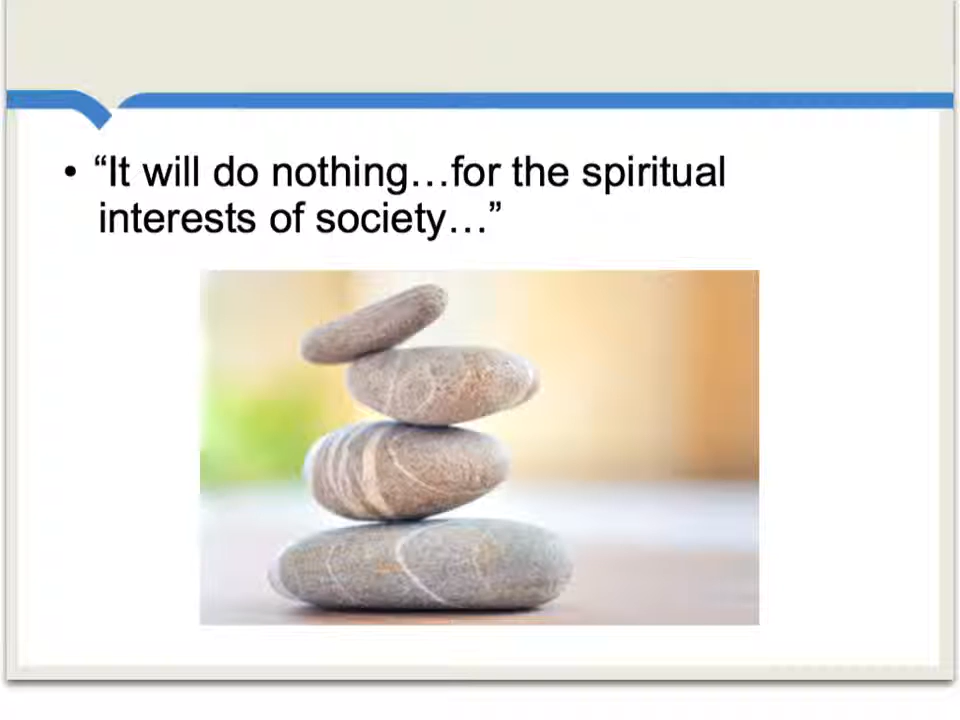 • “It will do nothing…for the spiritual
interests of society…”